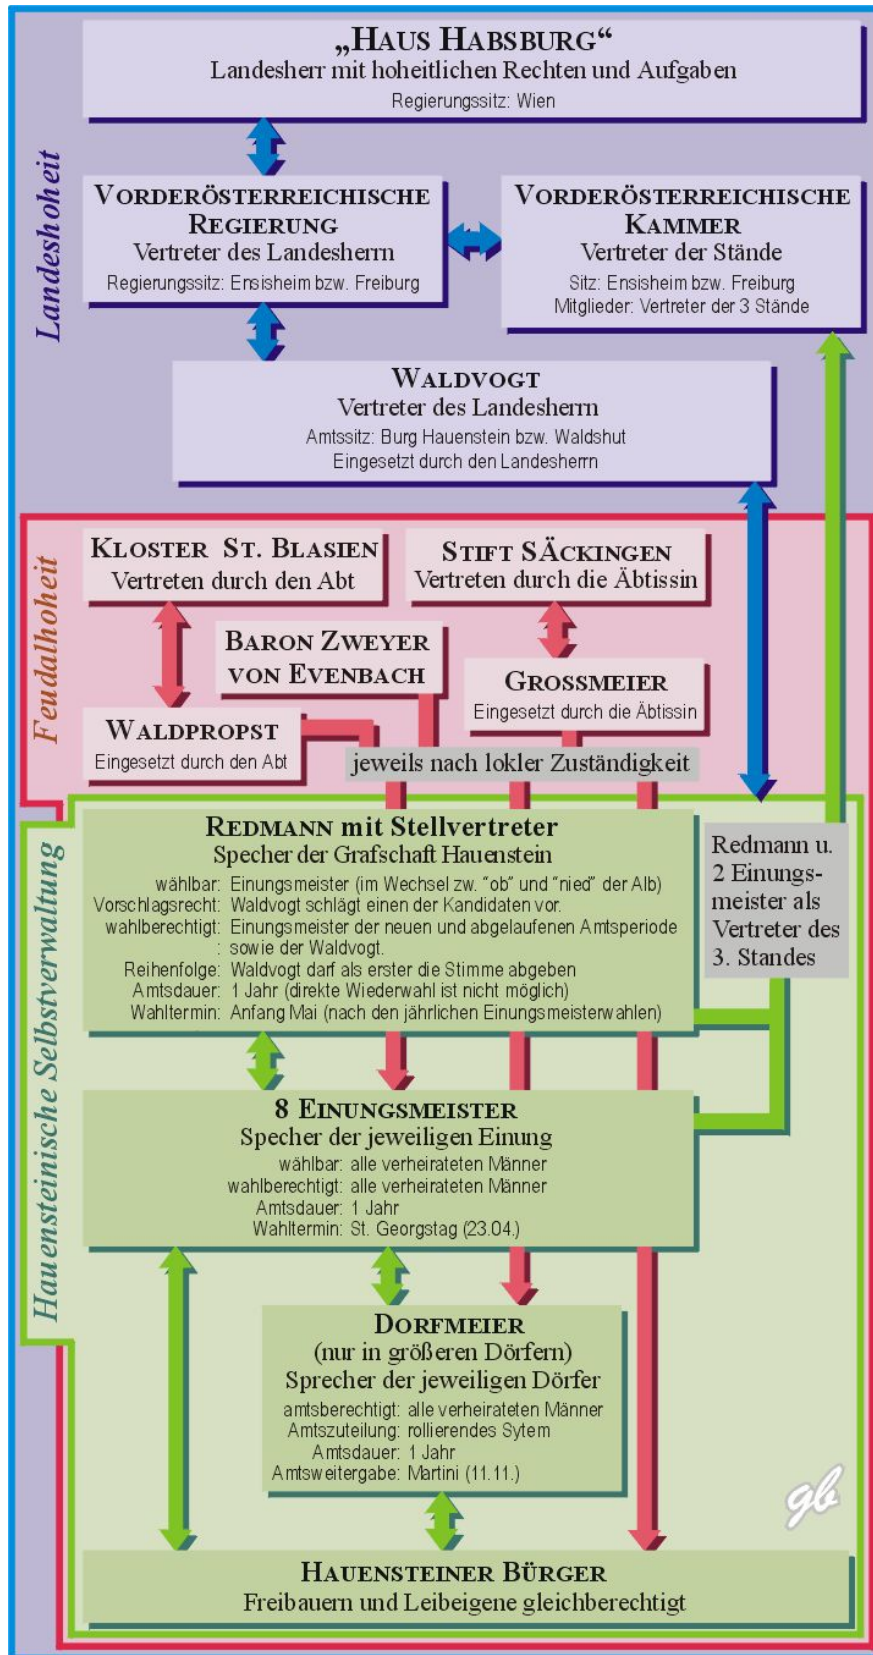 „HAUS HABSBURG“
Landesherr mit hoheitlichen Rechten und Aufgaben
Regierungssitz: Wien
Landeshoheit
VORDERÖSTERREICHISCHE
REGIERUNG
Vertreter des Landesherrn
Regierungssitz: Ensisheim bzw. Freiburg
VORDERÖSTERREICHISCHE
KAMMER
Vertreter der Stände
Sitz: Ensisheim bzw. Freiburg
Mitglieder: Vertreter der 3 Stände
WALDVOGT
Vertreter des Landesherrn
Amtssitz: Burg Hauenstein bzw. Waldshut
Eingesetzt durch den Landesherrn
Feudalhoheit
KLOSTER ST. BLASIEN
Vertreten durch den Abt
STIFT SÄCKINGEN
Vertreten durch die Äbtissin
BARON ZWEYER
VON EVENBACH
GROSSMEIER
Eingesetzt durch die Äbtissin
WALDPROPST
Eingesetzt durch den Abt
jeweils nach lokler Zuständigkeit
Hauensteinische Selbstverwaltung
REDMANN mit Stellvertreter
Specher der Grafschaft Hauenstein
wählbar: Einungsmeister (im Wechsel zw. "ob" und "nied" der Alb)
Vorschlagsrecht: Waldvogt schlägt einen der Kandidaten vor.
wahlberechtigt: Einungsmeister der neuen und abgelaufenen Amtsperiode
: sowie der Waldvogt.
Reihenfolge: Waldvogt darf als erster die Stimme abgeben
Amtsdauer: 1 Jahr (direkte Wiederwahl ist nicht möglich)
Wahltermin: Anfang Mai (nach den jährlichen Einungsmeisterwahlen)
Redmann u.
2 Einungs-
meister als
Vertreter des
3. Standes
8 EINUNGSMEISTER
Specher der jeweiligen Einung
wählbar: alle verheirateten Männer
wahlberechtigt: alle verheirateten Männer
Amtsdauer: 1 Jahr
Wahltermin: St. Georgstag (23.04.)
DORFMEIER
(nur in größeren Dörfern)
Sprecher der jeweiligen Dörfer
amtsberechtigt: alle verheirateten Männer
Amtszuteilung: rollierendes Sytem
Amtsdauer: 1 Jahr
Amtsweitergabe: Martini (11.11.)
gb
HAUENSTEINER BÜRGER
Freibauern und Leibeigene gleichberechtigt